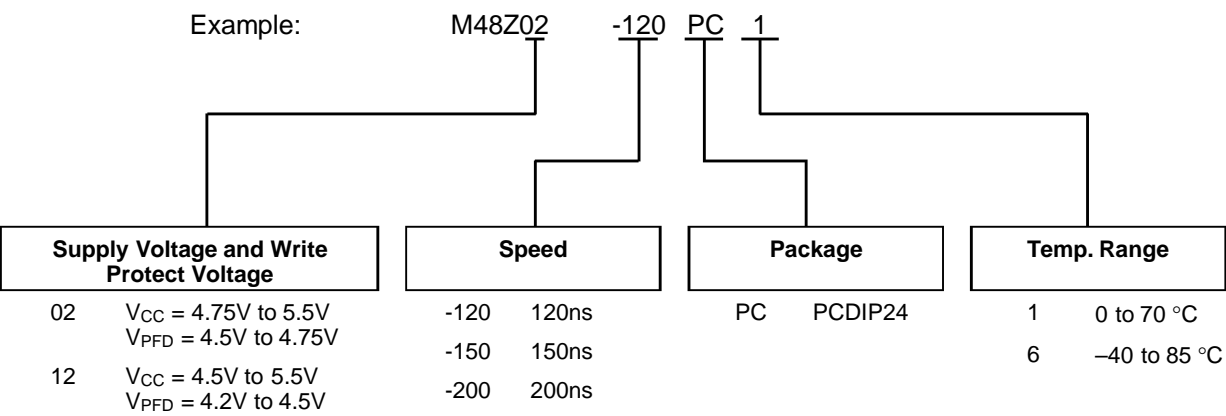 Example: M48Z02 -120 PC 1
Supply Voltage and Write
Protect Voltage
02 VCC = 4.75V to 5.5V
VPFD = 4.5V to 4.75V
12 VCC = 4.5V to 5.5V
VPFD = 4.2V to 4.5V
Speed
-120 120ns
-150 150ns
-200 200ns
Package
PC PCDIP24
Temp. Range
1 0 to 70 °C
6 –40 to 85 °C